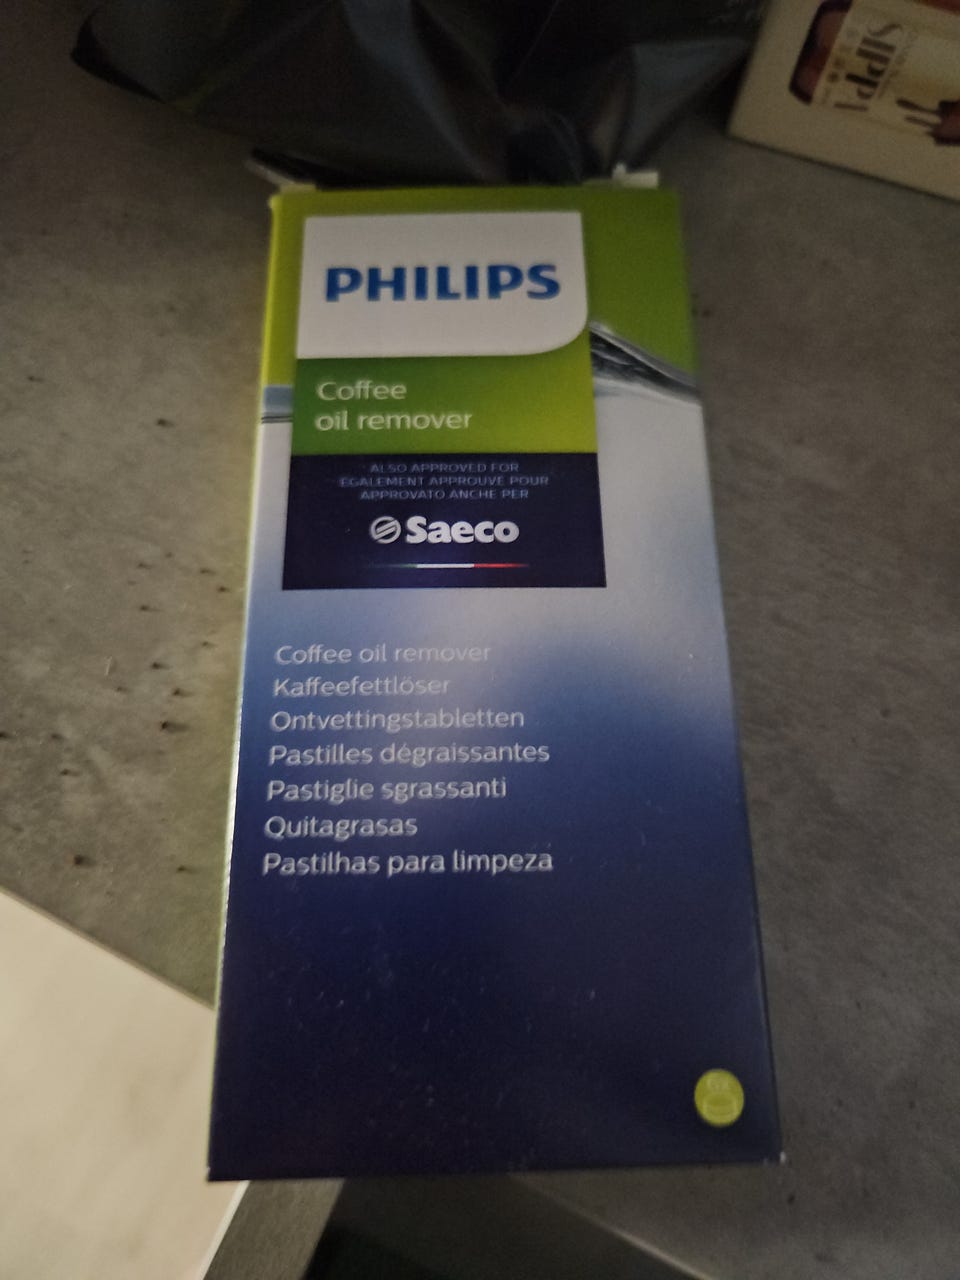 PHILIPS
Coffee
oil remover
ALSO APPROVED FOR
EGALEMENT APPROUVE POUR
APPROVATO ANCHE PER
Saeco
Coffee oil remover
Kaffeefettlöser
Ontvettingstabletten
Pastilles dégraissantes
Pastiglie sgrassanti
Quitagrasas
Pastilhas para limpeza